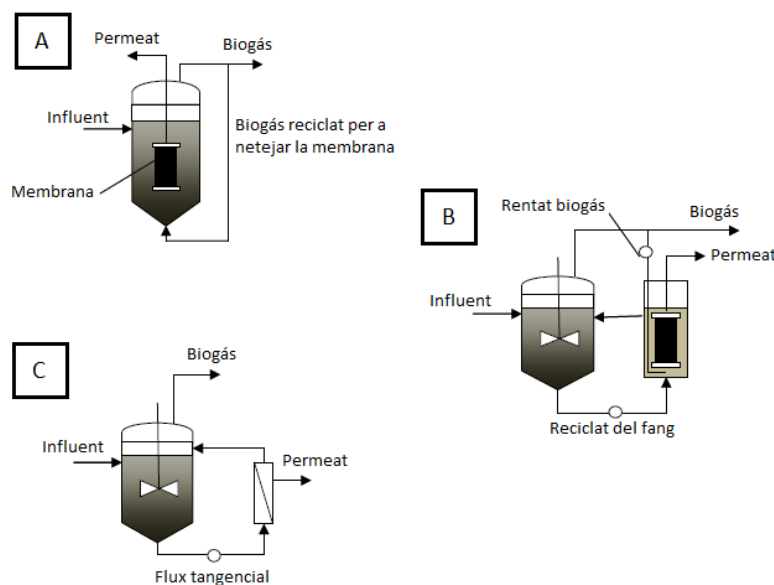 A
Permeat
Biogás
Influent
Biogás reciclat per a
netejar la membrana
Membrana
B
Rentat biogás
Biogás
Permeat
Influent
Reciclat del fang
C
Biogás
Influent
Permeat
Flux tangencial